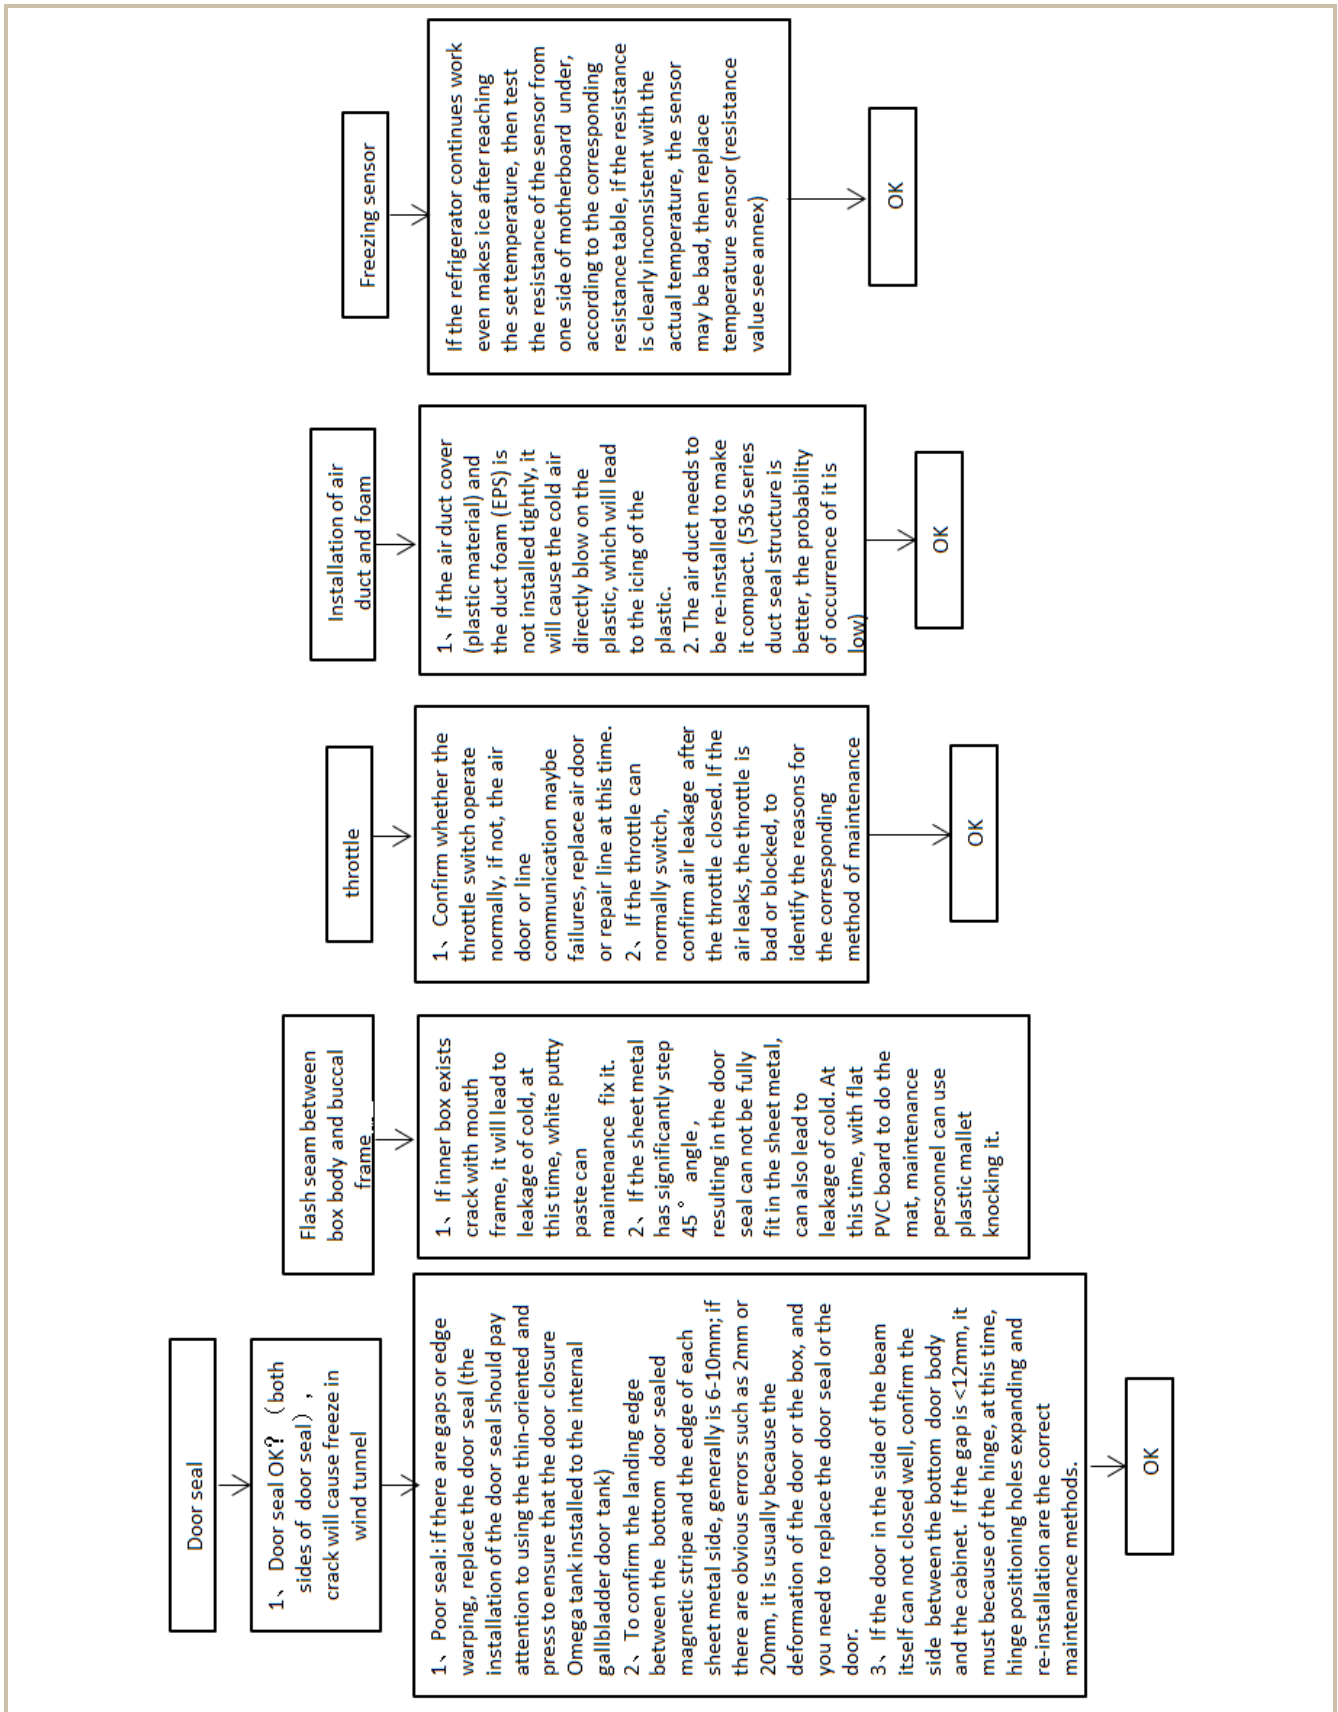 Door seal
1、Door seal OK?（both
sides of door seal），
crack will cause freeze in
wind tunnel
1、Poor seal: if there are gaps or edge
warping, replace the door seal (the
installation of the door seal should pay
attention to using the thin-oriented and
press to ensure that the door closure
Omega tank installed to the internal
gallbladder door tank)
2、To confirm the landing edge
between the bottom door sealed
magnetic stripe and the edge of each
sheet metal side, generally is 6-10mm; if
there are obvious errors such as 2mm or
20mm, it is usually because the
deformation of the door or the box, and
you need to replace the door seal or the
door.
3、If the door in the side of the beam
itself can not closed well, confirm the
side between the bottom door body
and the cabinet. If the gap is <12mm, it
must because of the hinge, at this time,
hinge positioning holes expanding and
re-installation are the correct
maintenance methods.
OK
Flash seam between
box body and buccal
frame
1、If inner box exists
crack with mouth
frame, it will lead to
leakage of cold, at
this time, white putty
paste can
maintenance fix it.
2、If the sheet metal
has significantly step
45° angle,
resulting in the door
seal can not be fully
fit in the sheet metal,
can also lead to
leakage of cold. At
this time, with flat
PVC board to do the
mat, maintenance
personnel can use
plastic mallet
knocking it.
throttle
1、Confirm whether the
throttle switch operate
normally, if not, the air
door or line
communication maybe
failures, replace air door
or repair line at this time.
2、If the throttle can
normally switch,
confirm air leakage after
the throttle closed. If the
air leaks, the throttle is
bad or blocked, to
identify the reasons for
the corresponding
method of maintenance
OK
Installation of air
duct and foam
1、If the air duct cover
(plastic material) and
the duct foam (EPS) is
not installed tightly, it
will cause the cold air
directly blow on the
plastic, which will lead
to the icing of the
plastic.
2. The air duct needs to
be re-installed to make
it compact. (536 series
duct seal structure is
better, the probability
of occurrence of it is
low)
OK
Freezing sensor
If the refrigerator continues work
even makes ice after reaching
the set temperature, then test
the resistance of the sensor from
one side of motherboard under,
according to the corresponding
resistance table, if the resistance
is clearly inconsistent with the
actual temperature, the sensor
may be bad, then replace
temperature sensor (resistance
value see annex)
OK